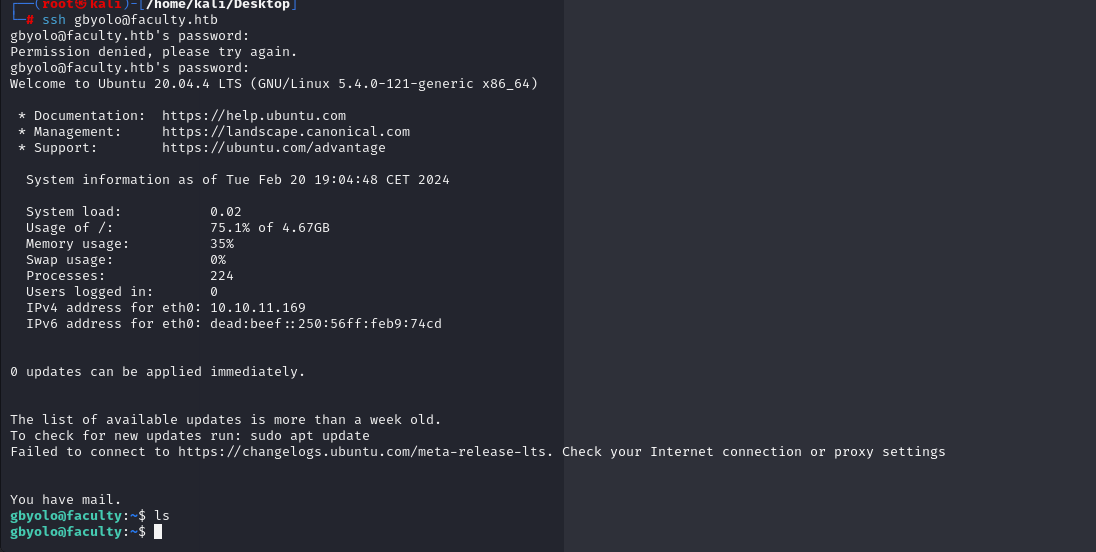 ┌──(root㉿kali)-[/home/kali/Desktop]
└─# ssh gbyolo@faculty.htb
gbyolo@faculty.htb's password:
Permission denied, please try again.
gbyolo@faculty.htb's password:
Welcome to Ubuntu 20.04.4 LTS (GNU/Linux 5.4.0-121-generic x86_64)
* Documentation:  https://help.ubuntu.com
* Management:     https://landscape.canonical.com
* Support:        https://ubuntu.com/advantage
System information as of Tue Feb 20 19:04:48 CET 2024
System load:           0.02
Usage of /:            75.1% of 4.67GB
Memory usage:          35%
Swap usage:            0%
Processes:             224
Users logged in:       0
IPv4 address for eth0: 10.10.11.169
IPv6 address for eth0: dead:beef::250:56ff:feb9:74cd
0 updates can be applied immediately.
The list of available updates is more than a week old.
To check for new updates run: sudo apt update
Failed to connect to https://changelogs.ubuntu.com/meta-release-lts. Check your Internet connection or proxy settings
You have mail.
gbyolo@faculty:~$ ls
gbyolo@faculty:~$